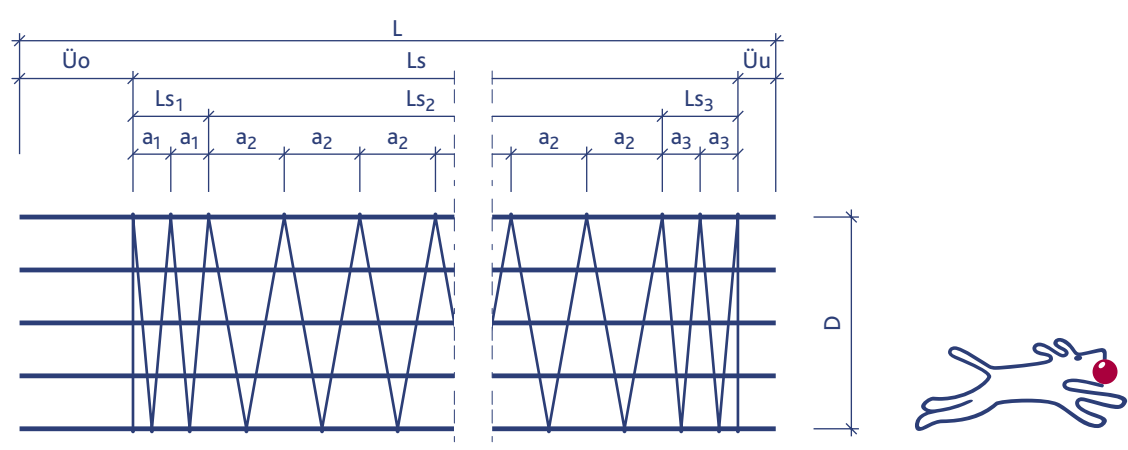 L
Üo Ls Üu
Ls₁ Ls₂ Ls₃
a₁ a₁ a₂ a₂ a₂ a₂ a₂ a₃ a₃
D